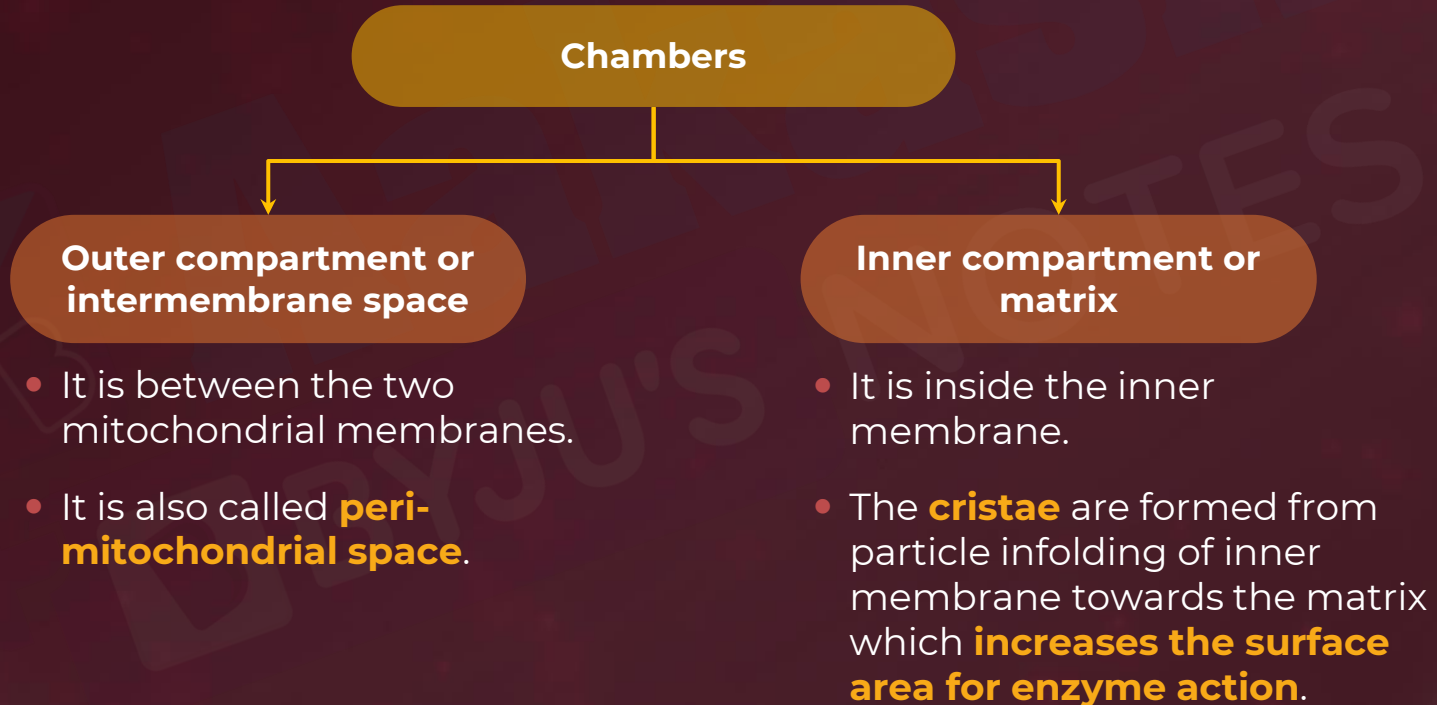 Chambers
Outer compartment or
intermembrane space
• It is between the two
mitochondrial membranes.
• It is also called peri-
mitochondrial space.
Inner compartment or
matrix
• It is inside the inner
membrane.
• The cristae are formed from
particle infolding of inner
membrane towards the matrix
which increases the surface
area for enzyme action.
BYJU'S NOTES